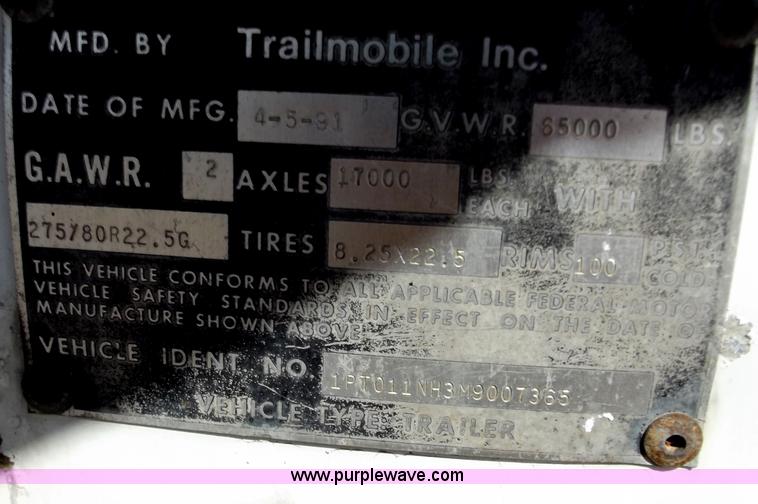 MFD. BY Trailmobile Inc.
DATE OF MFG. 4-5-91 G.V.W.R. 65000 LBS.
G.A.W.R. 2 AXLES 17000 LBS. EACH WITH
275/80R22.5G TIRES 8.25X22.5 RIMS 100 P.S.I. COLD
THIS VEHICLE CONFORMS TO ALL APPLICABLE FEDERAL MOTOR
VEHICLE SAFETY STANDARDS IN EFFECT ON THE DATE OF
MANUFACTURE SHOWN ABOVE
VEHICLE IDENT. NO. 1PT011NH3M9007365
VEHICLE TYPE: TRAILER
www.purplewave.com